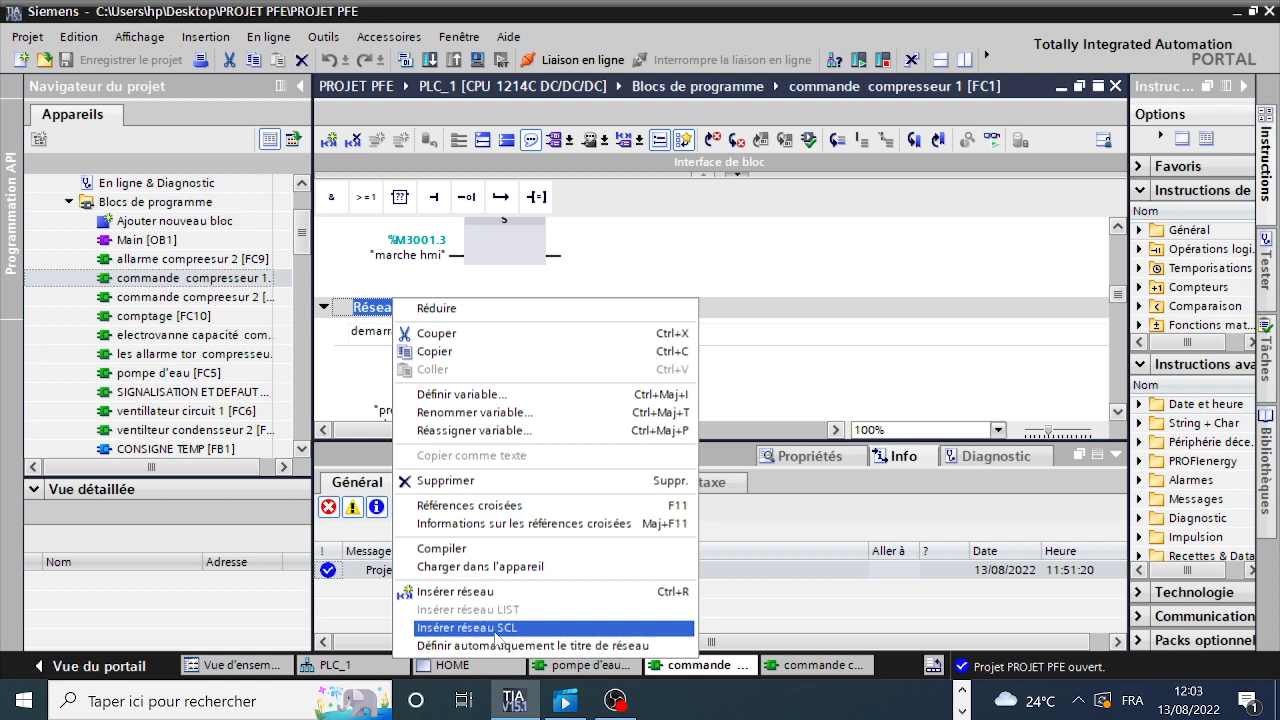 Siemens - C:\Users\hp\Desktop\PROJET PFE\PROJET PFE
Projet Edition Affichage Insertion En ligne Outils Accessoires Fenêtre Aide
Enregistrer le projet Liaison en ligne Interrompre la liaison en ligne
Totally Integrated Automation
PORTAL
Navigateur du projet
PROJET PFE PLC_1 [CPU 1214C DC/DC/DC] Blocs de programme commande compresseur 1 [FC1]
Instruc...
Appareils
Options
Interface de bloc
Programmation API
En ligne & Diagnostic
Blocs de programme
Ajouter nouveau bloc
Main [OB1]
allarme compreesur 2 [FC9]
commande compresseur 1.
commande compreesur 2 [...
comptage [FC10]
electrovanne capacité com..
les allarme tor compresseu.
pompe d'eau [FC5]
SIGNALISATION ET DEFAUT ...
ventillateur circuit 1 [FC6]
ventilteur condensseur 2 [F...
CONSIGNE TEMP [FB1]
Vue détaillée
Nom Adresse
& >=1 ??
S
%M3001.3
"marche hmi"
Résea
demarr
"pr
100%
Réduire
Couper Ctrl+X
Copier Ctrl+C
Coller Ctrl+V
Définir variable... Ctrl+Maj+I
Renommer variable... Ctrl+Maj+T
Réassigner variable... Ctrl+Maj+P
Copier comme texte
Supprimer Suppr.
Références croisées F11
Informations sur les références croisées Maj+F11
Compiler
Charger dans l'appareil
Insérer réseau Ctrl+R
Insérer réseau LIST
Insérer réseau SCL
Définir automatiquement le titre de réseau
Propriétés Info Diagnostic
Général taxe
! Message Aller à ? Date Heure
Proje 13/08/2022 11:51:20
Favoris
Instructions de
Nom
Général
Opérations logi.
Temporisations
Compteurs
Comparaison
Fonctions mat...
Instructions ava
Nom
Date et heure
String + Char
Périphérie déce..
PROFIenergy
Alarmes
Messages
Diagnostic
Impulsion
Recettes & Data
Technologie
Communication
Packs optionnel
Instructions
Tester
Tâches
Bibliothèques
Vue du portail Vue d'ensem... PLC_1 HOME pompe d'eau... commande ... commande c...
Projet PROJET PFE ouvert.
Taper ici pour rechercher
TIA
V15.1
24°C
FRA
12:03
13/08/2022
1